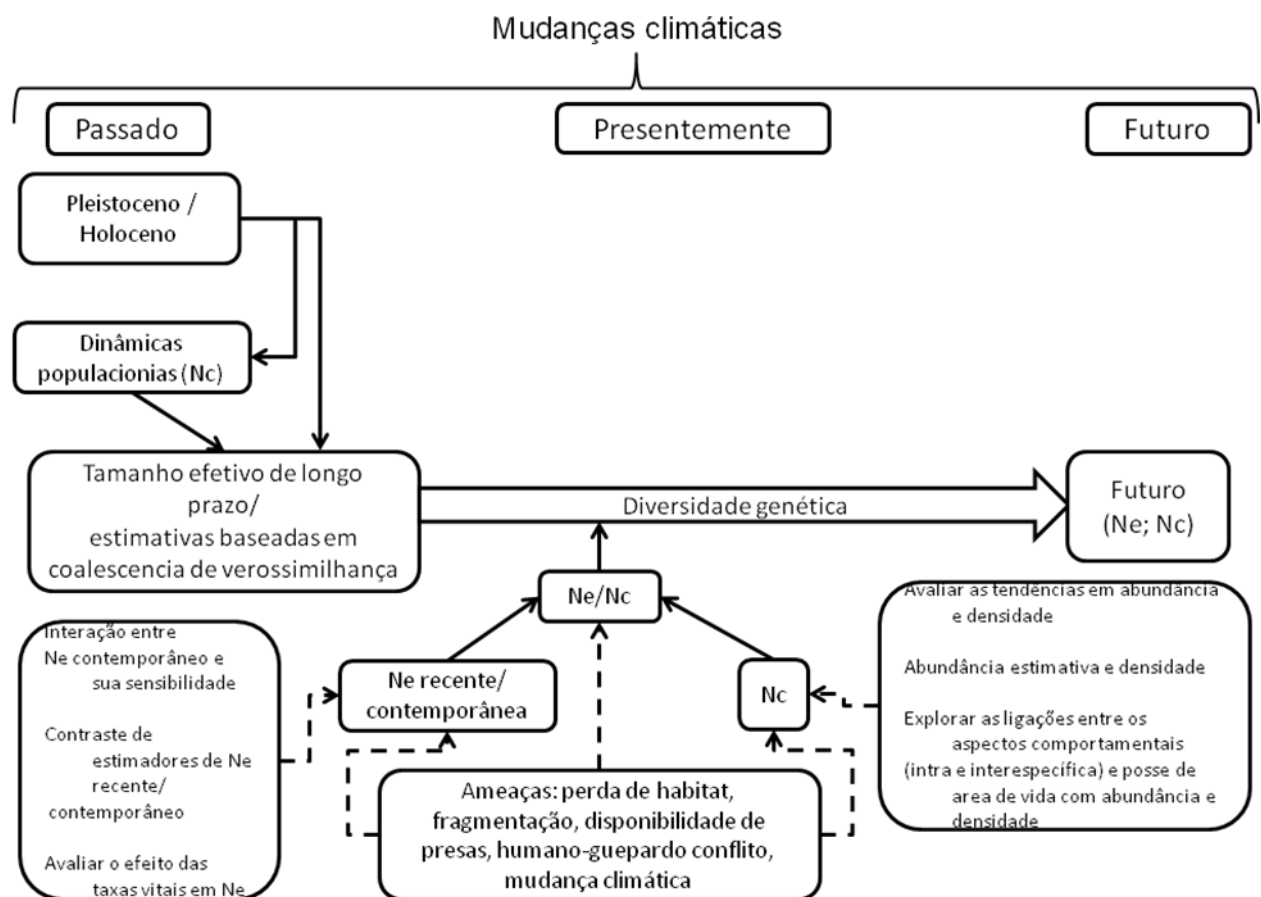 Mudanças climáticas
Passado
Presentemente
Futuro
Pleistoceno /
Holoceno
Dinâmicas
populacionias (Nc)
Tamanho efetivo de longo
prazo/
estimativas baseadas em
coalescencia de verossimilhança
Diversidade genética
Futuro
(Ne; Nc)
Ne/Nc
Interação entre
Ne contemporâneo e
sua sensibilidade
Contraste de
estimadores de Ne
recente/
contemporâneo
Avaliar o efeito das
taxas vitais em Ne
Ne recente/
contemporânea
Nc
Ameaças: perda de habitat,
fragmentação, disponibilidade de
presas, humano-guepardo conflito,
mudança climática
Avaliar as tendências em abundância
e densidade
Abundância estimativa e densidade
Explorar as ligações entre os
aspectos comportamentais
(intra e interespecífica) e posse de
area de vida com abundância e
densidade